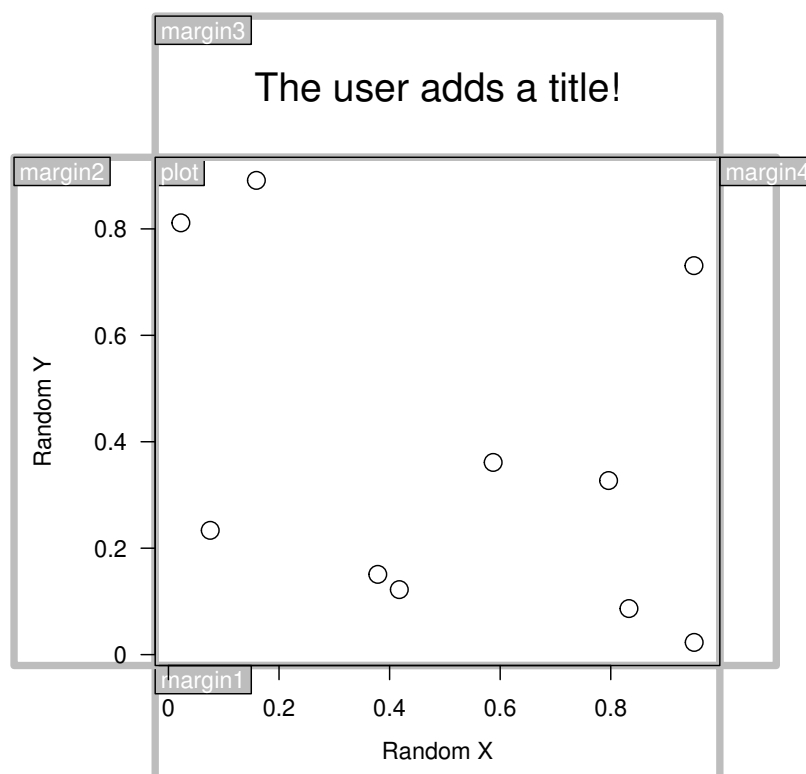 margin3
The user adds a title!
margin2
plot
margin4
0.8
0.6
0.4
0.2
0
Random Y
margin1
0
0.2
0.4
0.6
0.8
Random X